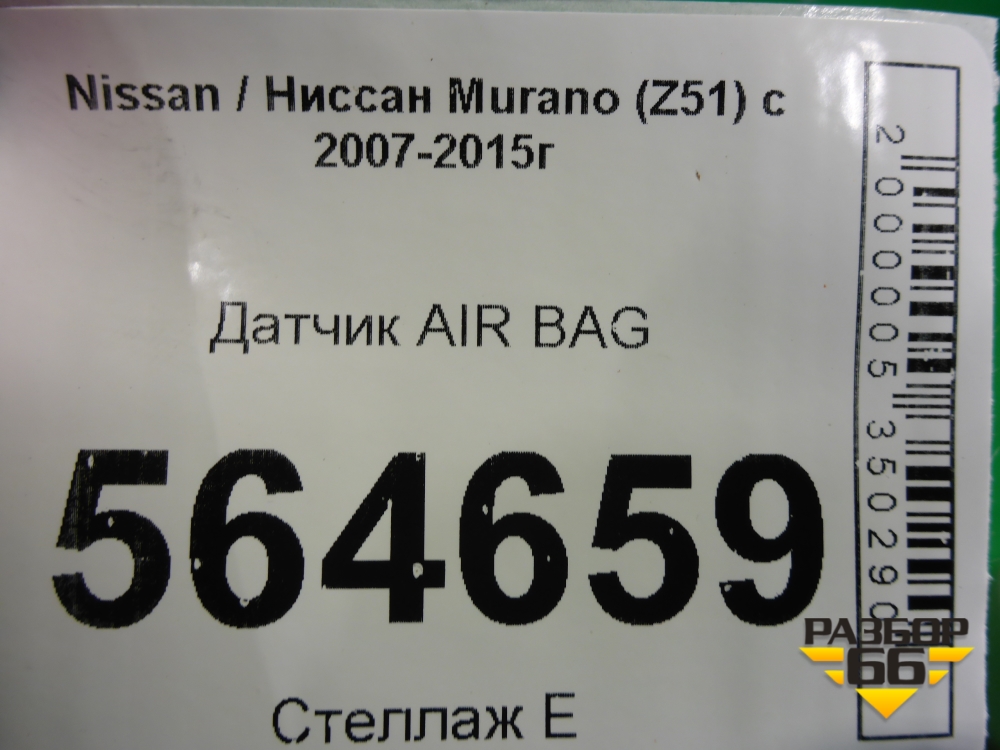 Nissan / Ниссан Murano (Z51) с
2007-2015г
Датчик AIR BAG
564659
Стеллаж Е
2000005350290
РАЗБОР
66